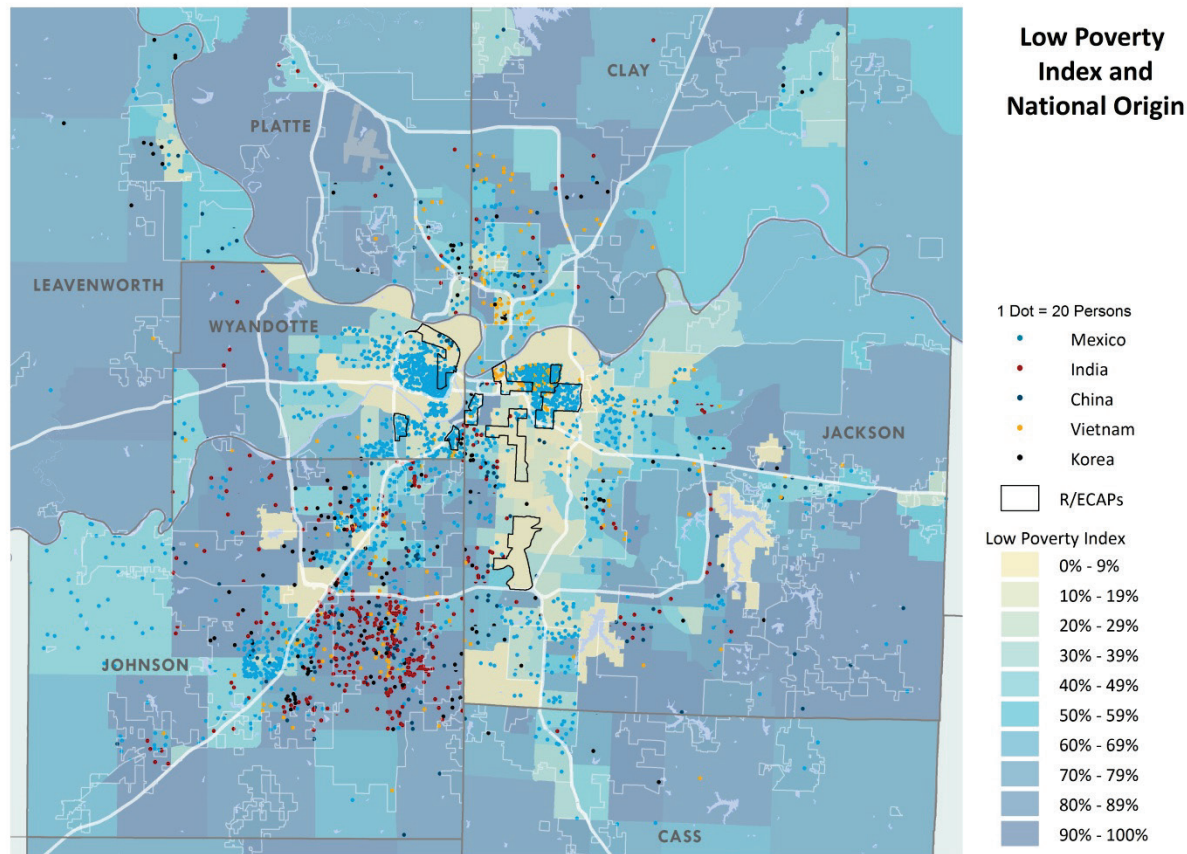 Low Poverty
Index and
National Origin
CLAY
PLATTE
LEAVENWORTH
WYANDOTTE
JACKSON
JOHNSON
CASS
1 Dot = 20 Persons
Mexico
India
China
Vietnam
Korea
R/ECAPs
Low Poverty Index
0% - 9%
10% - 19%
20% - 29%
30% - 39%
40% - 49%
50% - 59%
60% - 69%
70% - 79%
80% - 89%
90% - 100%